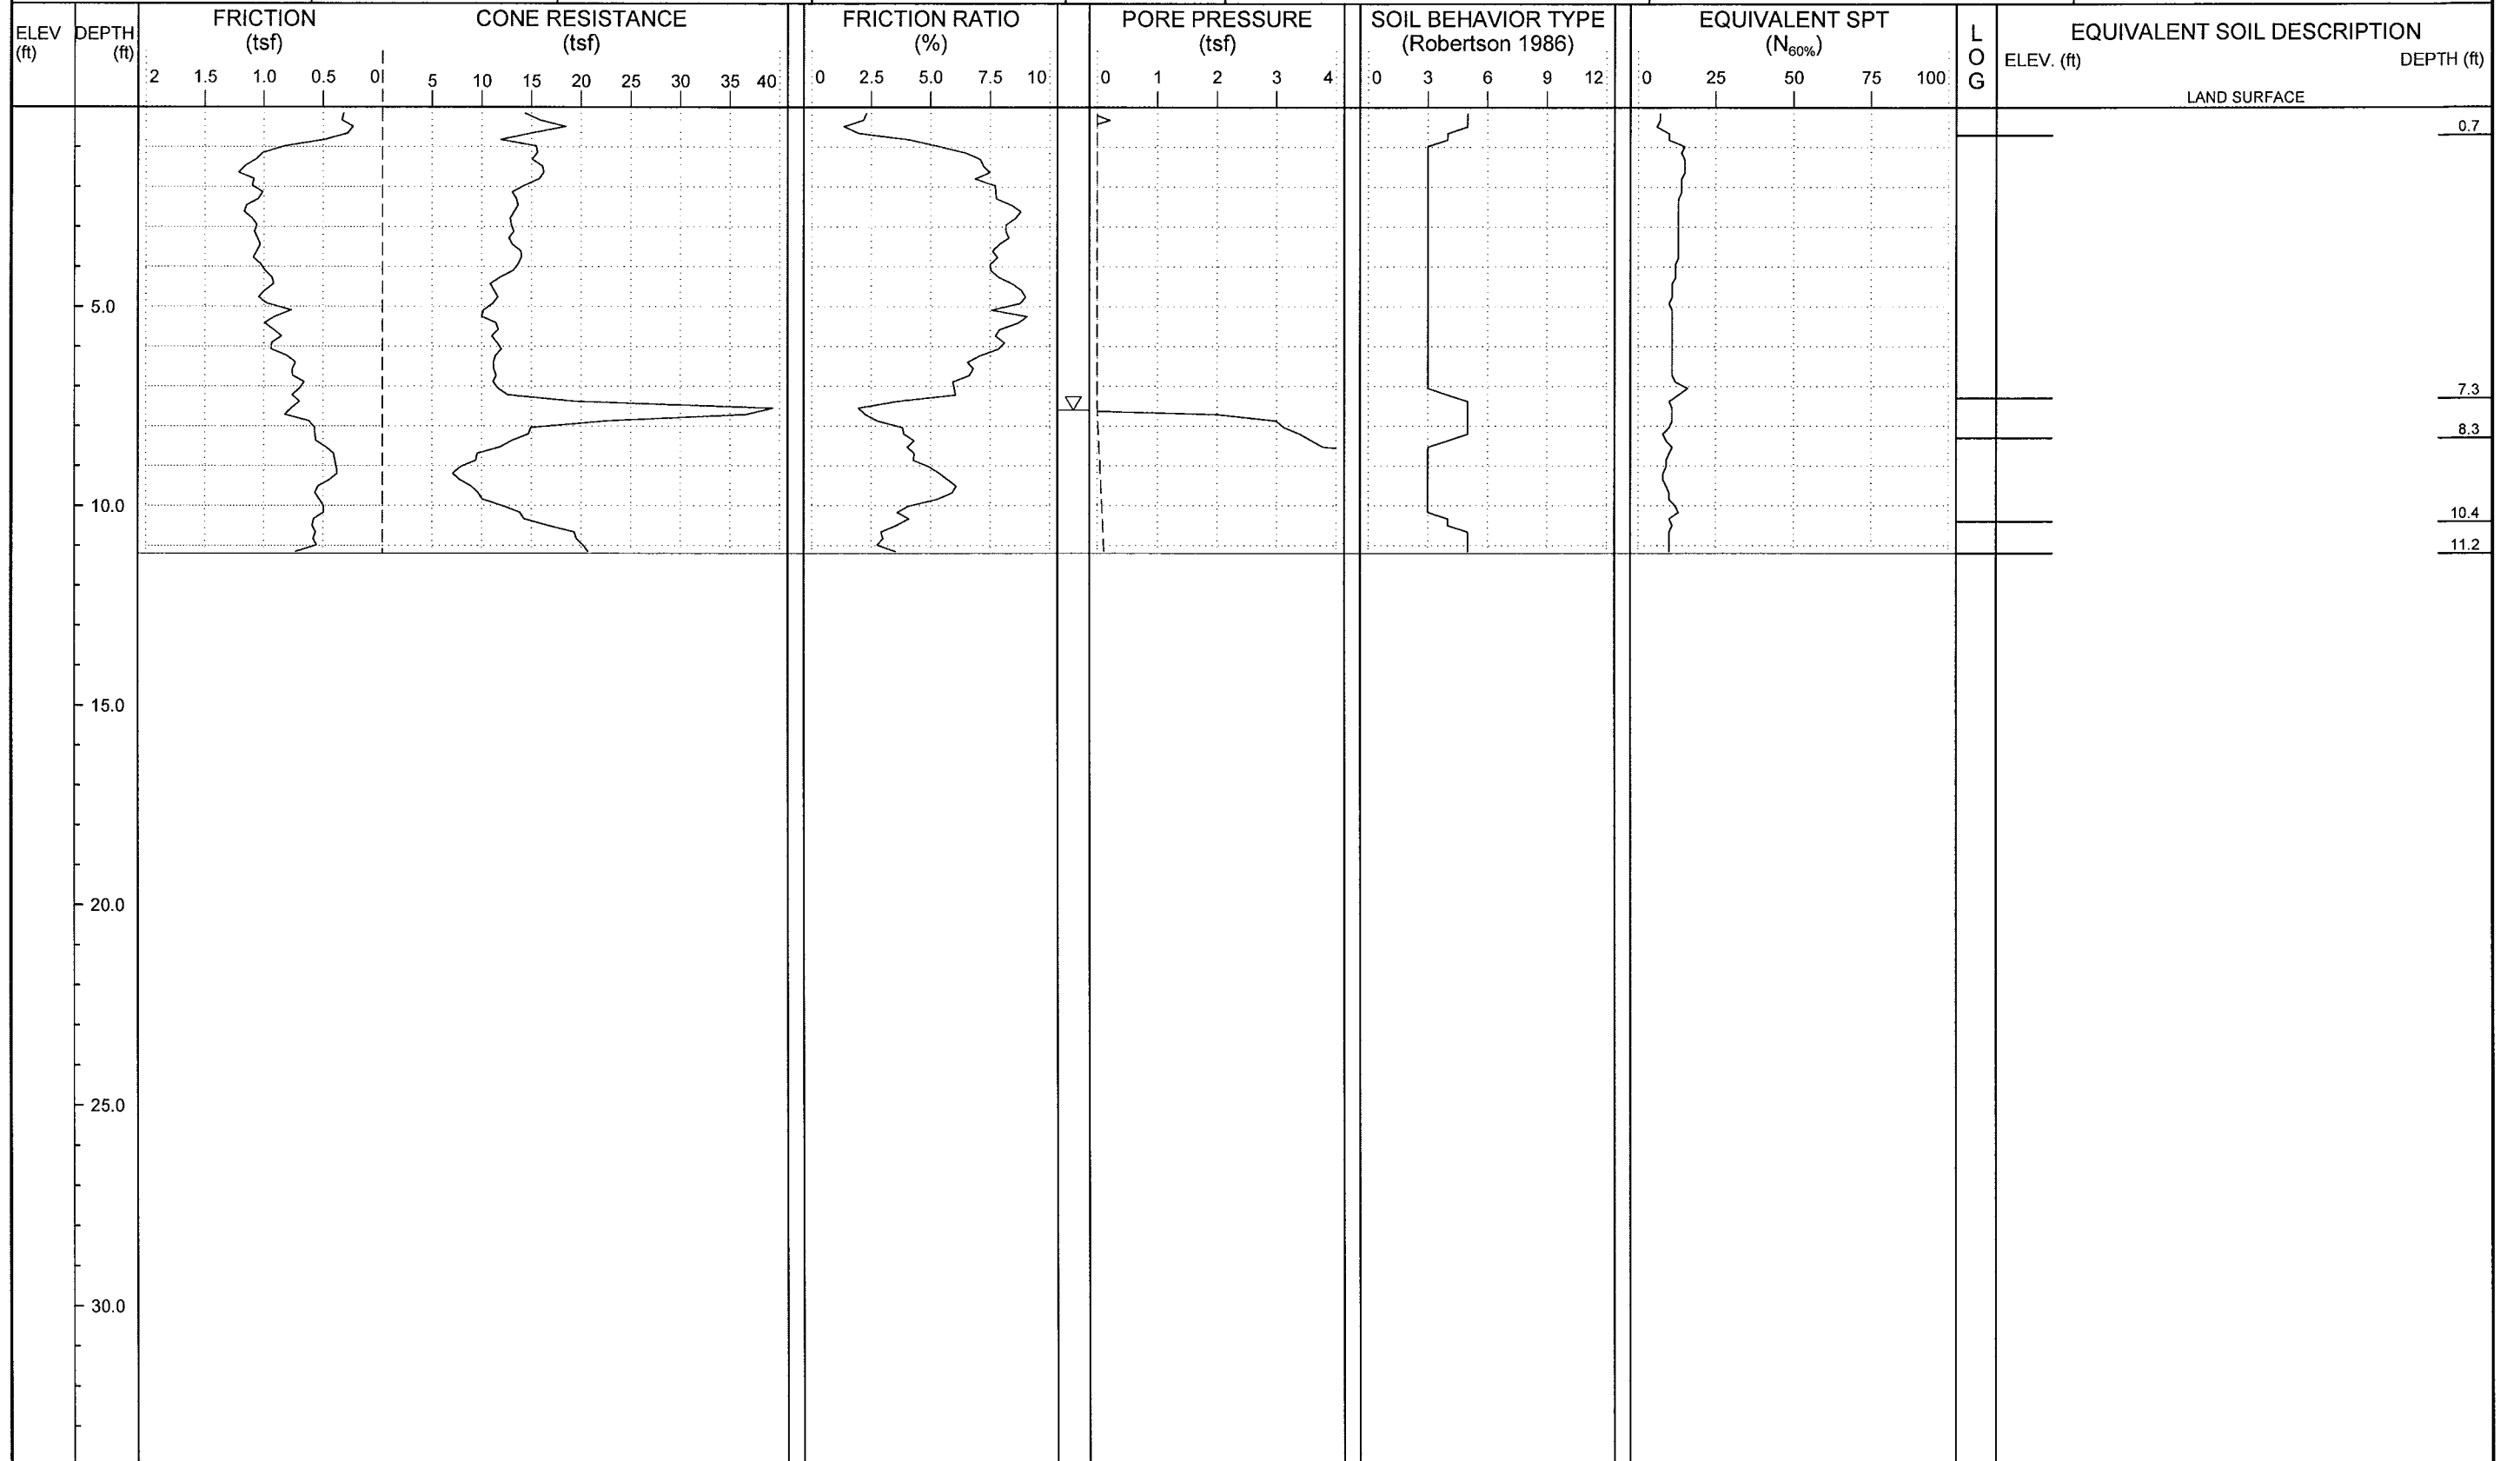 ELEV (ft)
DEPTH (ft)
FRICTION
(tsf)
CONE RESISTANCE
(tsf)
FRICTION RATIO
(%)
PORE PRESSURE
(tsf)
SOIL BEHAVIOR TYPE
(Robertson 1986)
EQUIVALENT SPT
(N60%)
LOG
EQUIVALENT SOIL DESCRIPTION
ELEV. (ft)
DEPTH (ft)
2 1.5 1.0 0.5 0
5 10 15 20 25 30 35 40
0 2.5 5.0 7.5 10
0 1 2 3 4
0 3 6 9 12
0 25 50 75 100
LAND SURFACE
0.7
5.0
7.3
8.3
10.0
10.4
11.2
15.0
20.0
25.0
30.0